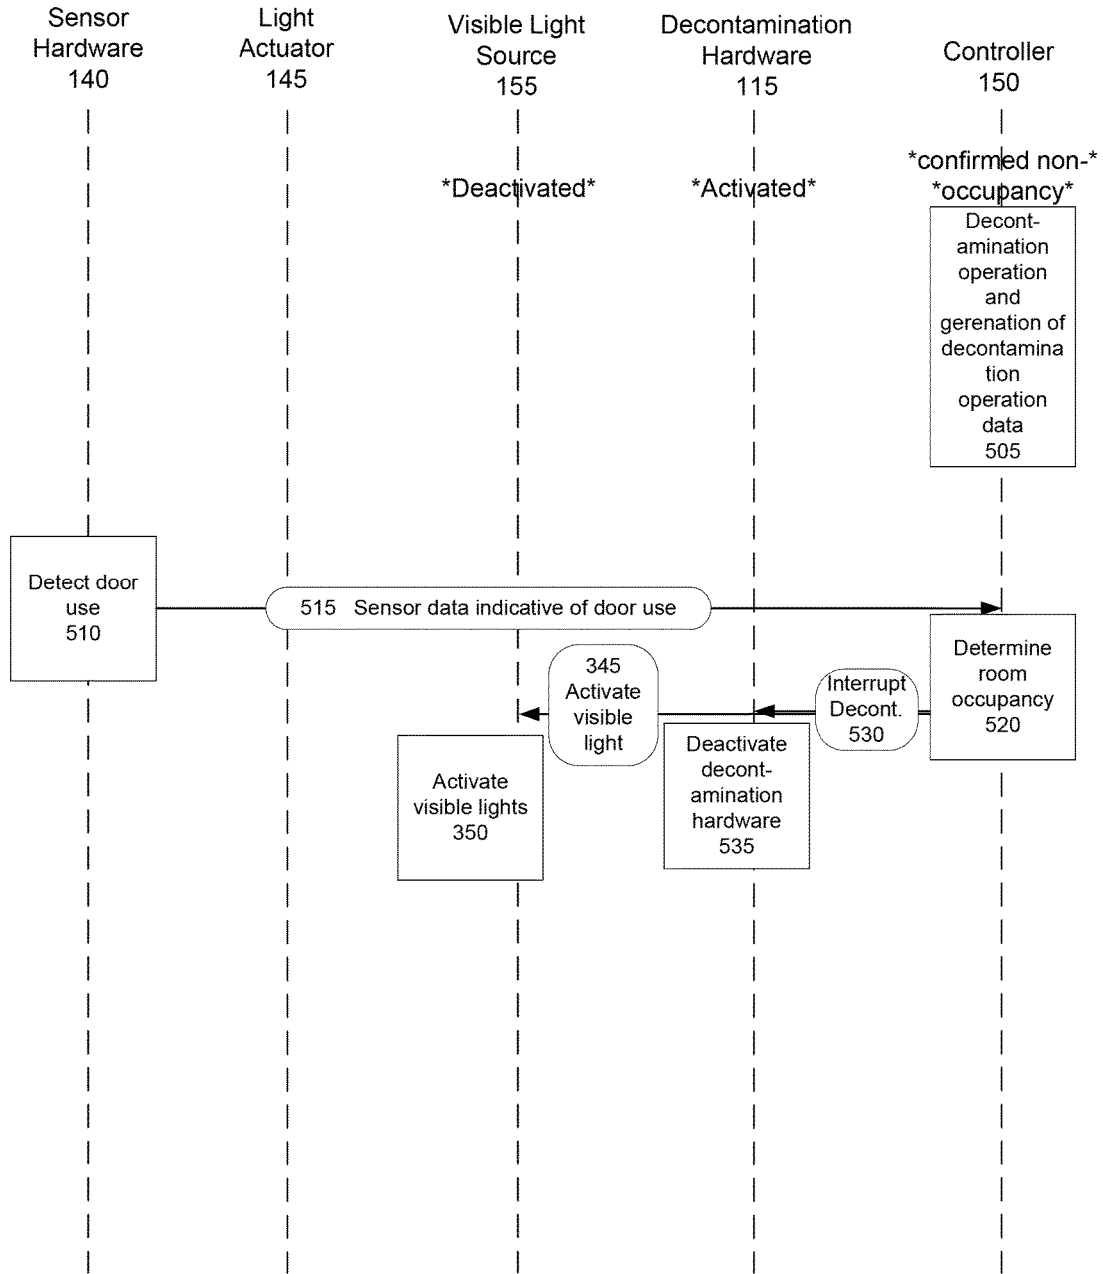 Sensor
Hardware
140
Light
Actuator
145
Visible Light
Source
155
Decontamination
Hardware
115
Controller
150
*Deactivated*
*Activated*
*confirmed non-*
*occupancy*
Decont-
amination
operation
and
gerenation of
decontamina
tion
operation
data
505
Detect door
use
510
515 Sensor data indicative of door use
Determine
room
occupancy
520
Interrupt
Decont.
530
345
Activate
visible
light
Deactivate
decont-
amination
hardware
535
Activate
visible lights
350